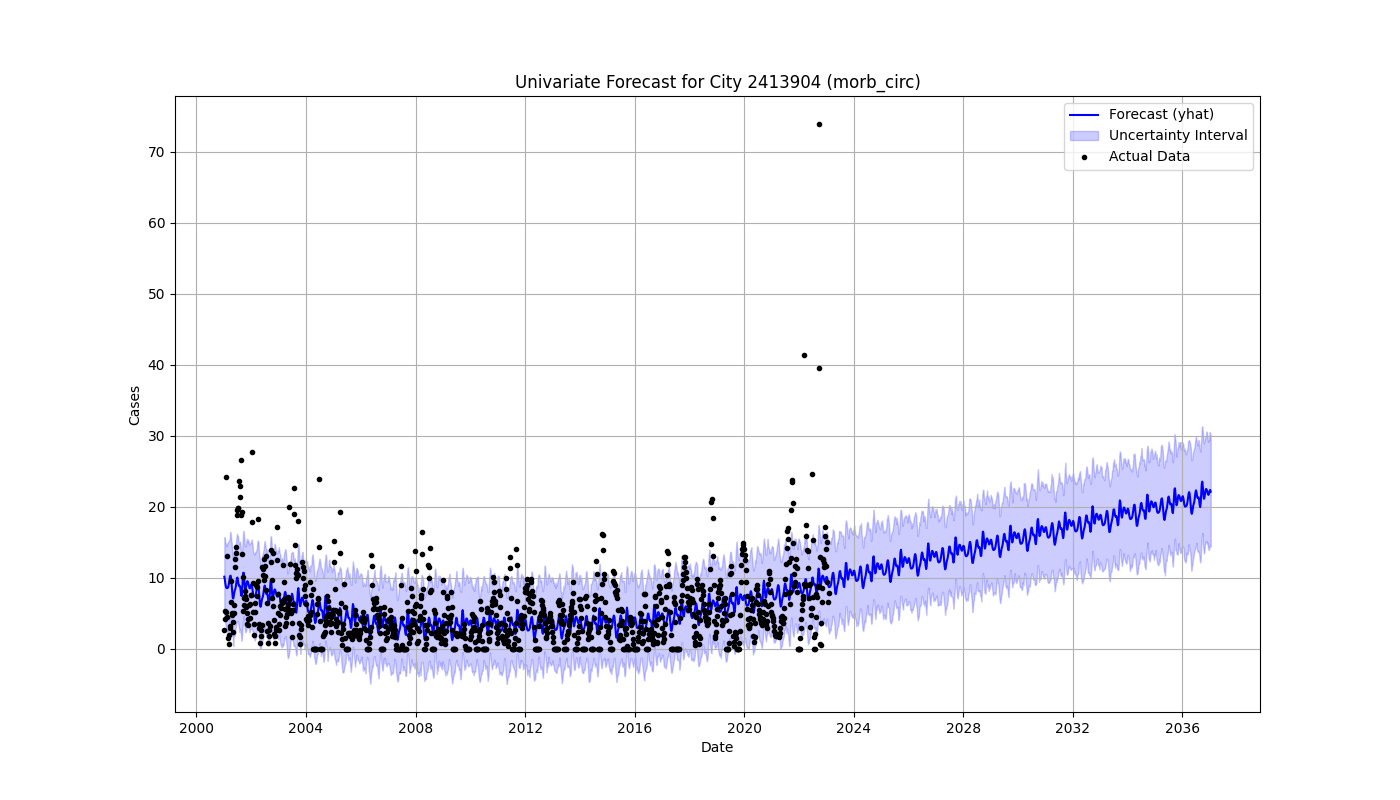 Univariate Forecast for City 2413904 (morb_circ)
Forecast (yhat)
Uncertainty Interval
Actual Data
70
60
50
40
30
20
10
0
Cases
2000 2004 2008 2012 2016 2020 2024 2028 2032 2036
Date